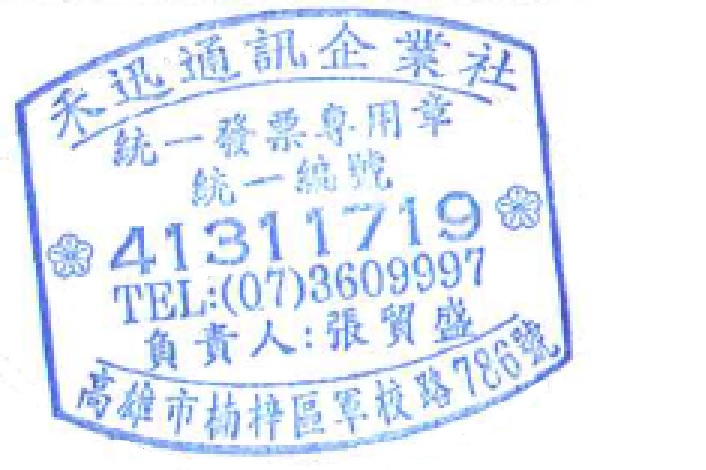 禾迅通訊企業社
統一發票專用章
統一編號
41311719
TEL:(07)3609997
負責人:張貿盛
高雄市楠梓區軍校路786號